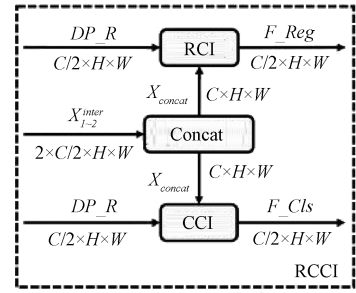 DP_R
RCI
F_Reg
C/2×H×W
C/2×H×W
X_concat
C×H×W
X_{1~2}^{inter}
Concat
2×C/2×H×W
X_concat
C×H×W
DP_R
CCI
F_Cls
C/2×H×W
C/2×H×W
RCCI